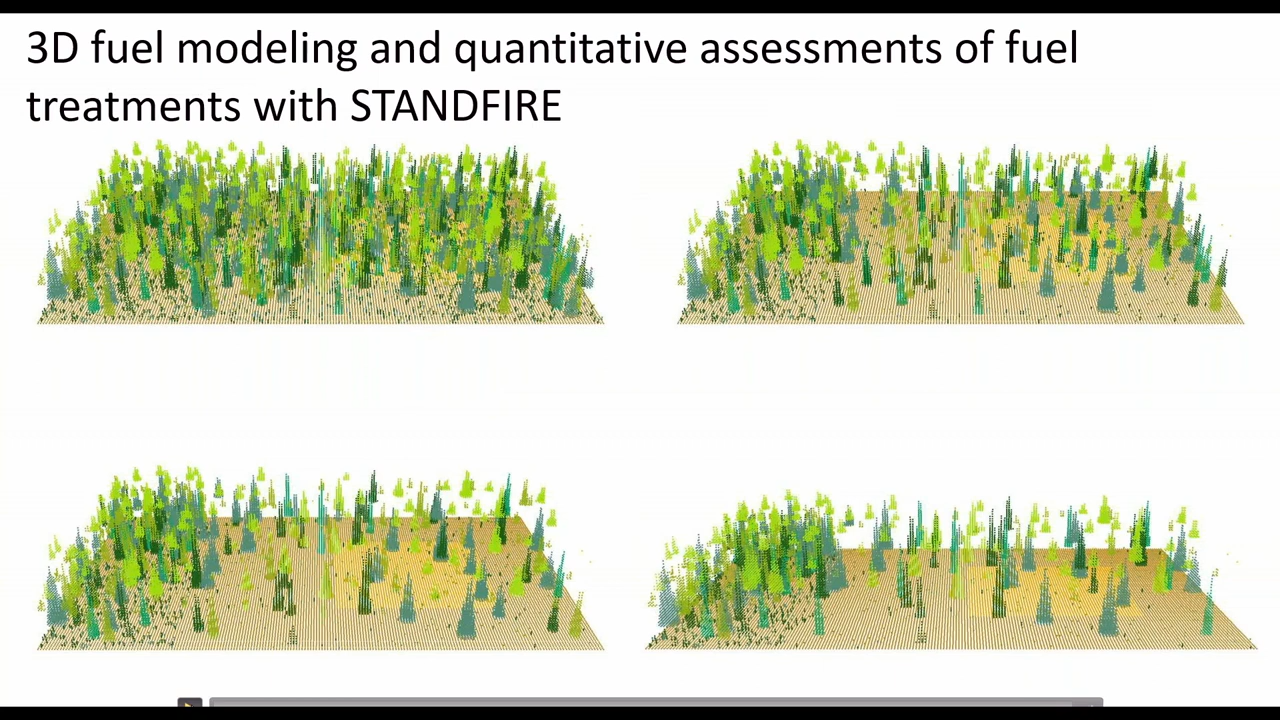 3D fuel modeling and quantitative assessments of fuel
treatments with STANDFIRE